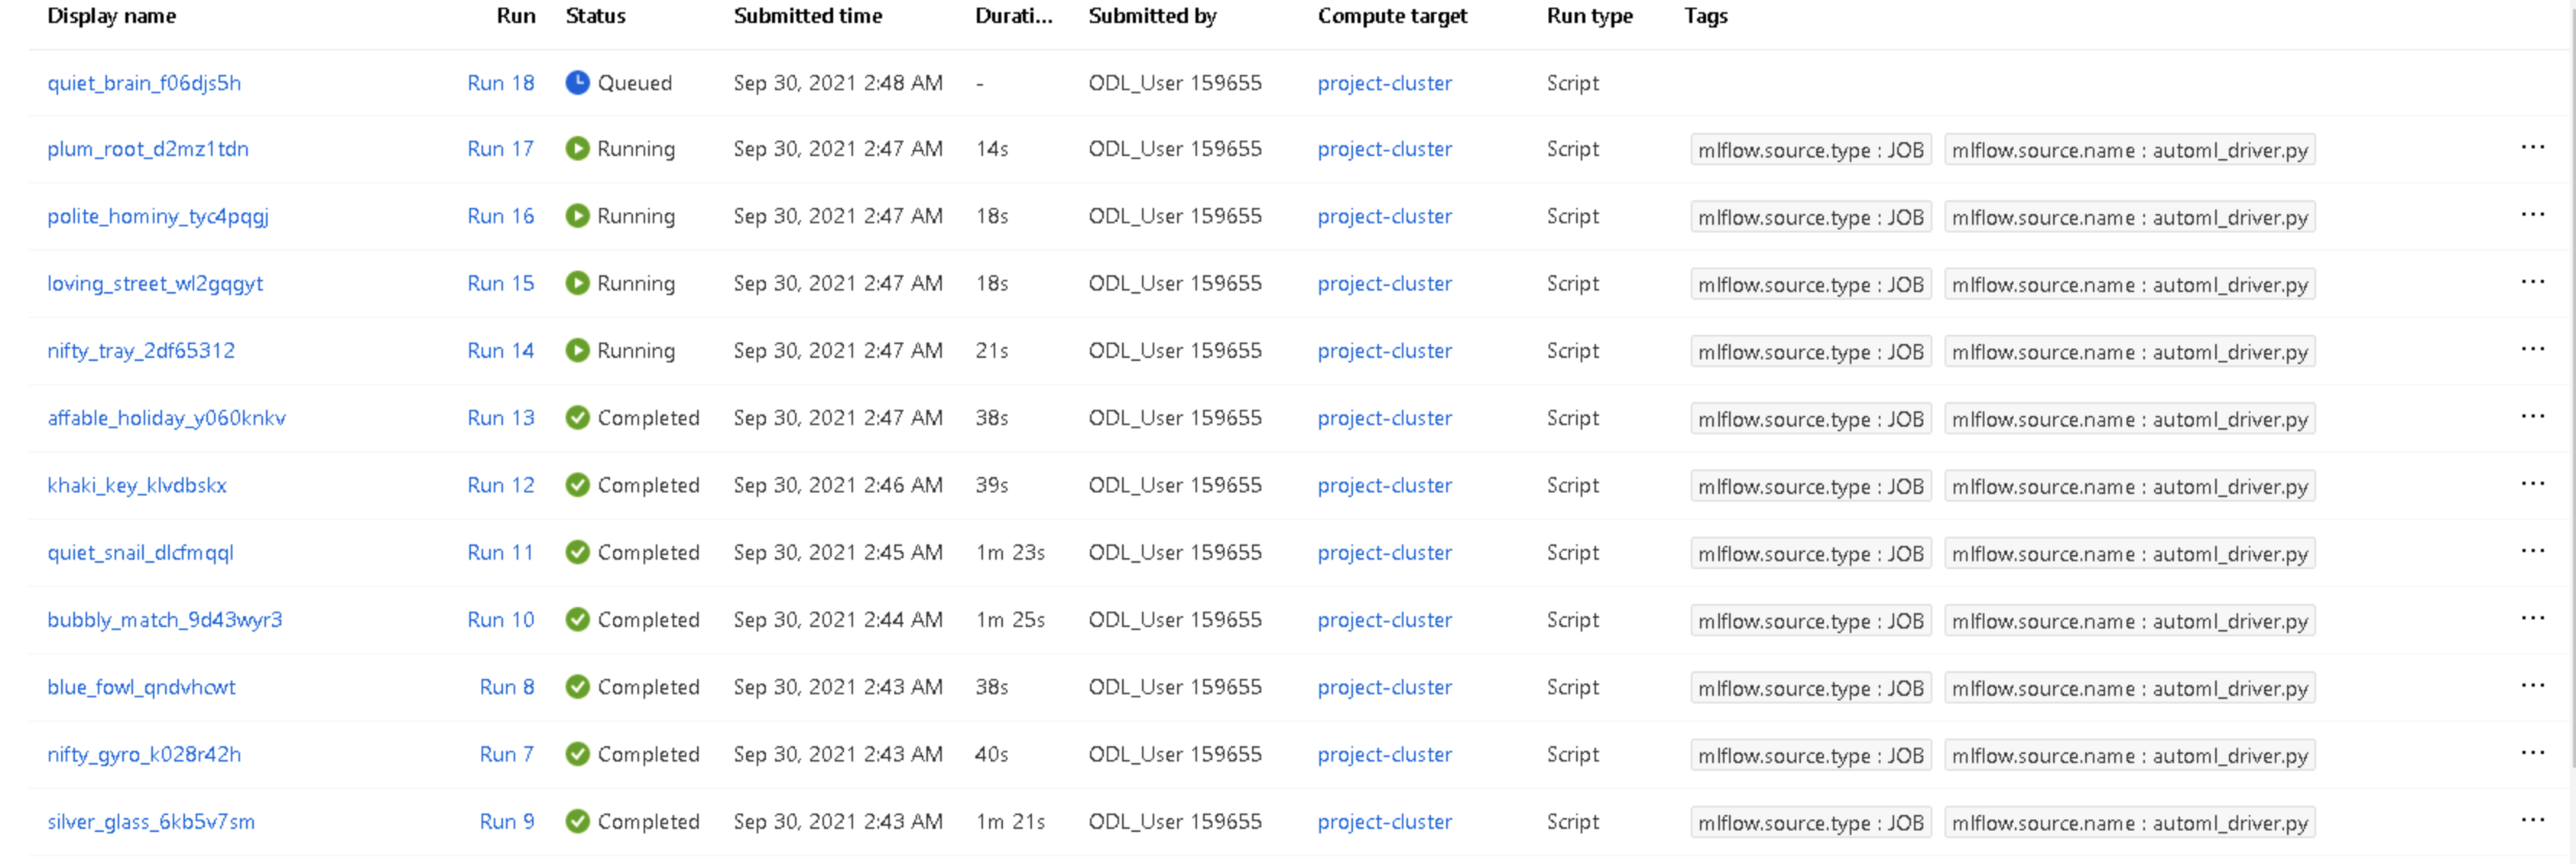 Display name Run Status Submitted time Durati... Submitted by Compute target Run type Tags
quiet_brain_f06djs5h Run 18 Queued Sep 30, 2021 2:48 AM - ODL_User 159655 project-cluster Script
plum_root_d2mz1tdn Run 17 Running Sep 30, 2021 2:47 AM 14s ODL_User 159655 project-cluster Script mlflow.source.type : JOB mlflow.source.name : automl_driver.py ...
polite_hominy_tyc4pqgj Run 16 Running Sep 30, 2021 2:47 AM 18s ODL_User 159655 project-cluster Script mlflow.source.type : JOB mlflow.source.name : automl_driver.py ...
loving_street_wl2gqgyt Run 15 Running Sep 30, 2021 2:47 AM 18s ODL_User 159655 project-cluster Script mlflow.source.type : JOB mlflow.source.name : automl_driver.py ...
nifty_tray_2df65312 Run 14 Running Sep 30, 2021 2:47 AM 21s ODL_User 159655 project-cluster Script mlflow.source.type : JOB mlflow.source.name : automl_driver.py ...
affable_holiday_y060knkv Run 13 Completed Sep 30, 2021 2:47 AM 38s ODL_User 159655 project-cluster Script mlflow.source.type : JOB mlflow.source.name : automl_driver.py ...
khaki_key_klvdbskx Run 12 Completed Sep 30, 2021 2:46 AM 39s ODL_User 159655 project-cluster Script mlflow.source.type : JOB mlflow.source.name : automl_driver.py ...
quiet_snail_dlcfmqql Run 11 Completed Sep 30, 2021 2:45 AM 1m 23s ODL_User 159655 project-cluster Script mlflow.source.type : JOB mlflow.source.name : automl_driver.py ...
bubbly_match_9d43wyr3 Run 10 Completed Sep 30, 2021 2:44 AM 1m 25s ODL_User 159655 project-cluster Script mlflow.source.type : JOB mlflow.source.name : automl_driver.py ...
blue_fowl_qndvhcwt Run 8 Completed Sep 30, 2021 2:43 AM 38s ODL_User 159655 project-cluster Script mlflow.source.type : JOB mlflow.source.name : automl_driver.py ...
nifty_gyro_k028r42h Run 7 Completed Sep 30, 2021 2:43 AM 40s ODL_User 159655 project-cluster Script mlflow.source.type : JOB mlflow.source.name : automl_driver.py ...
silver_glass_6kb5v7sm Run 9 Completed Sep 30, 2021 2:43 AM 1m 21s ODL_User 159655 project-cluster Script mlflow.source.type : JOB mlflow.source.name : automl_driver.py ...